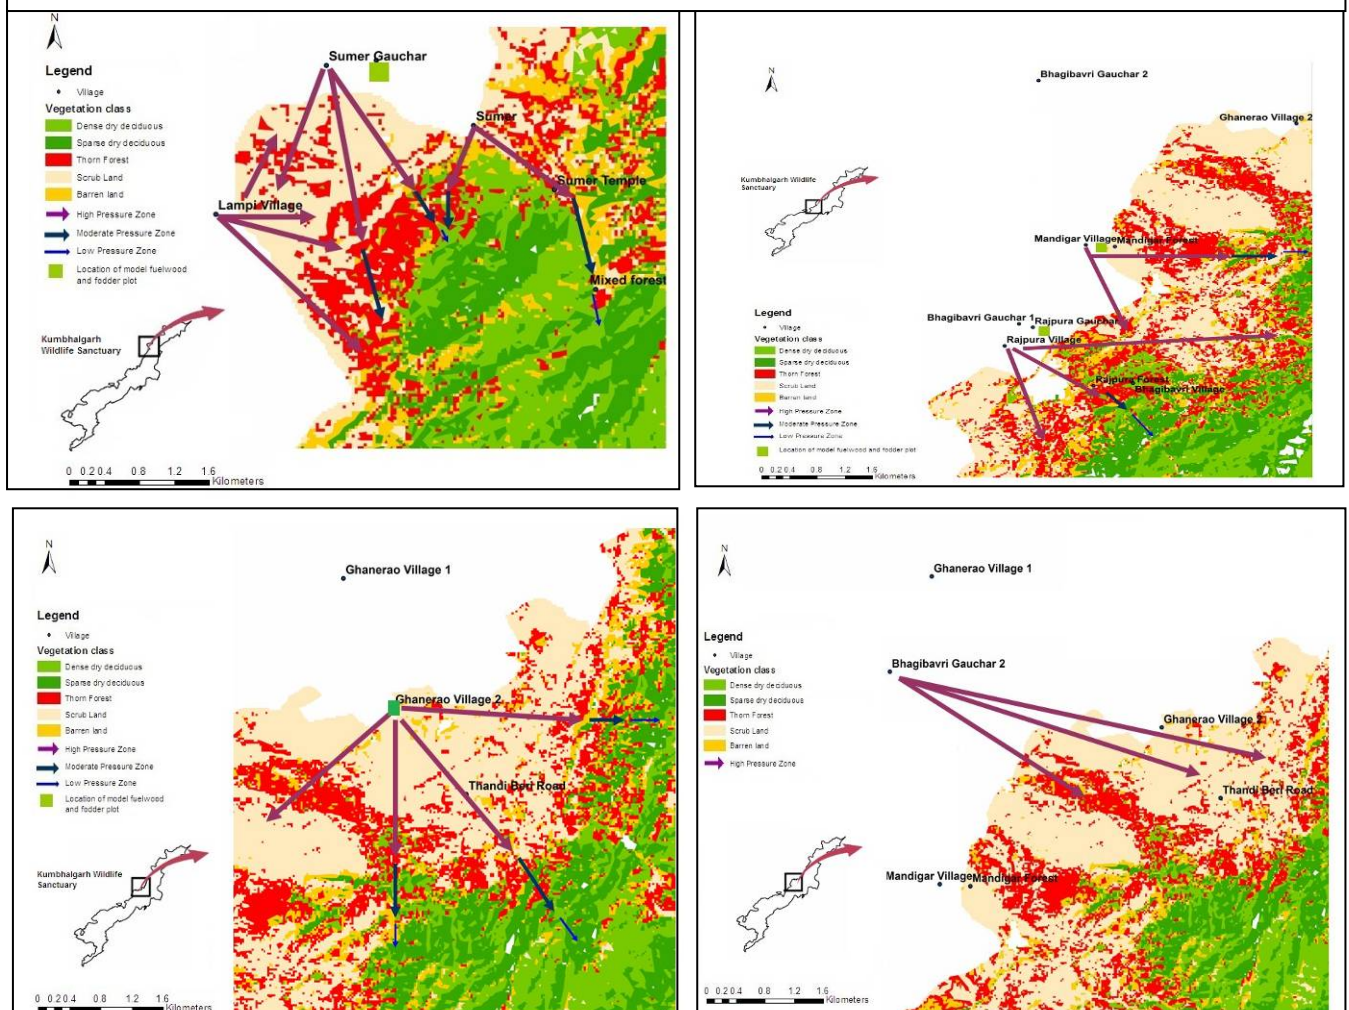 N
Legend
Village
Vegetation class
Dense dry deciduous
Sparse dry deciduous
Thorn Forest
Scrub Land
Barren land
High Pressure Zone
Moderate Pressure Zone
Low Pressure Zone
Location of model fuelwood
and fodder plot
Kumbhalgarh
Wildlife Sanctuary
0 0.2 0.4 0.8 1.2 1.6
Kilometers
Sumer Gauchar
Sumer
Sumer Temple
Lampi Village
Mixed forest
N
Bhagibavri Gauchar 2
Ghanerao Village 2
Kumbhalgarh Wildlife
Sanctuary
Mandigar Village
Mandigar Forest
Bhagibavri Gauchar 1
Rajpura Gauchar
Rajpura Village
Rajpura Forest
Bhagibavri Village
Legend
Village
Vegetation class
Dense dry deciduous
Sparse dry deciduous
Thorn Forest
Scrub Land
Barren land
High Pressure Zone
Moderate Pressure Zone
Low Pressure Zone
Location of model fuelwood and fodder plot
0 0.2 0.4 0.8 1.2 1.6
Kilometers
N
Ghanerao Village 1
Legend
Village
Vegetation class
Dense dry deciduous
Sparse dry deciduous
Thorn Forest
Scrub Land
Barren land
High Pressure Zone
Moderate Pressure Zone
Low Pressure Zone
Location of model fuelwood
and fodder plot
Ghanerao Village 2
Thandi Beri Road
Kumbhalgarh Wildlife
Sanctuary
0 0.2 0.4 0.8 1.2 1.6
Kilometers
N
Ghanerao Village 1
Legend
Village
Vegetation class
Dense dry deciduous
Sparse dry deciduous
Thorn Forest
Scrub Land
Barren land
High Pressure Zone
Bhagibavri Gauchar 2
Ghanerao Village 2
Thandi Beri Road
Mandigar Village
Mandigar Forest
Kumbhalgarh Wildlife
Sanctuary
0 0.2 0.4 0.8 1.2 1.6
Kilometers